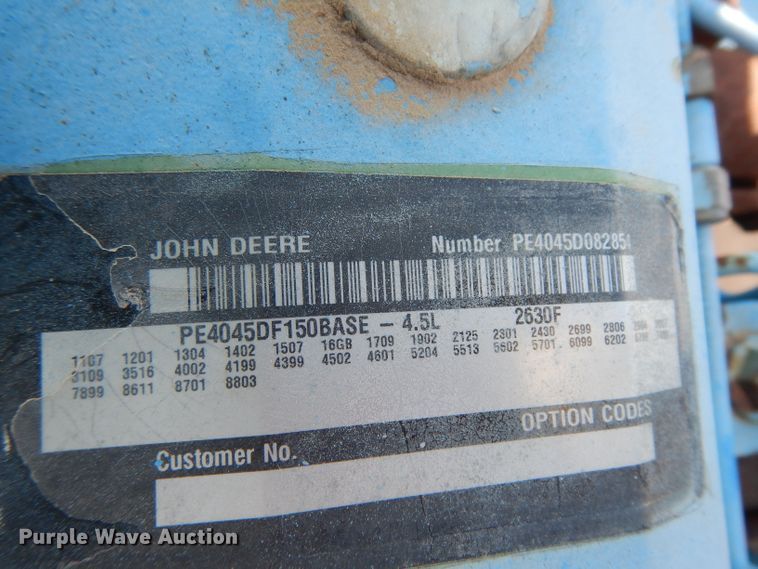 JOHN DEERE Number PE4045D082851
PE4045DF150BASE - 4.5L 2630F
1107 1201 1304 1402 1507 16GB 1709 1902 2125 2301 2430 2699 2806
3109 3516 4002 4199 4399 4502 4601 5204 5513 5602 5701 6099 6202
7899 8611 8701 8803
OPTION CODES
Customer No.
Purple Wave Auction